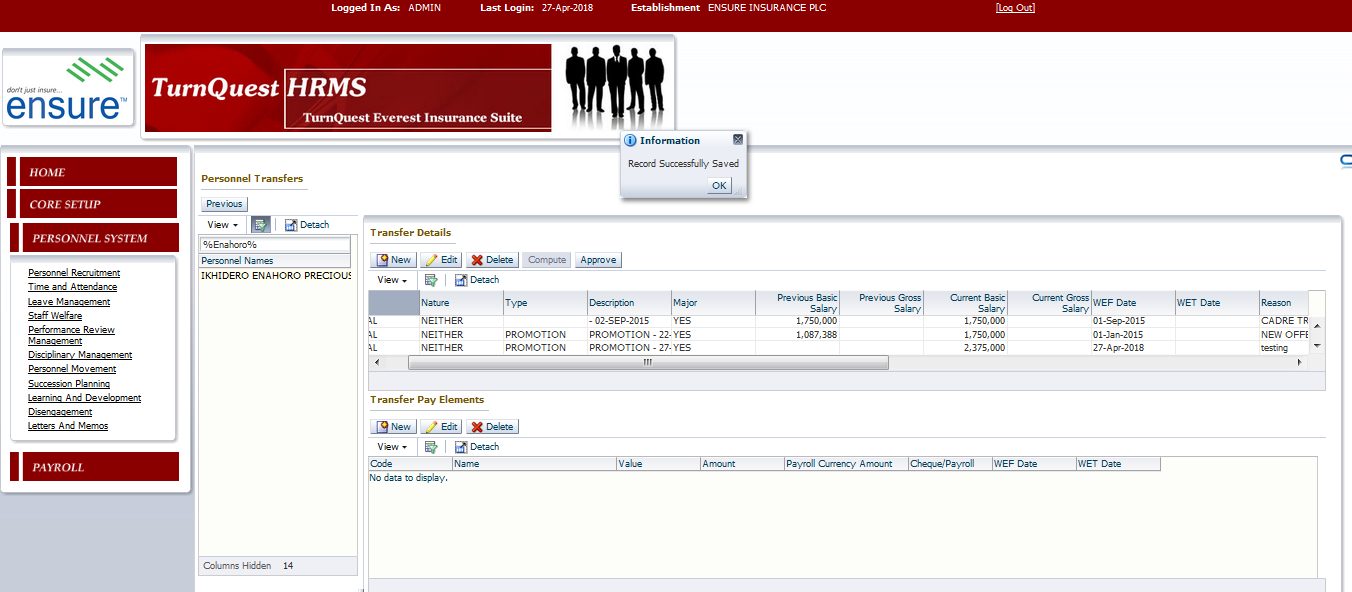 Logged In As: ADMIN Last Login: 27-Apr-2018 Establishment ENSURE INSURANCE PLC [Log Out]
don't just insure...
ensure™
TurnQuest HRMS
TurnQuest Everest Insurance Suite
Information
Record Successfully Saved
OK
HOME
CORE SETUP
PERSONNEL SYSTEM
Personnel Recruitment
Time and Attendance
Leave Management
Staff Welfare
Performance Review
Management
Disciplinary Management
Personnel Movement
Succession Planning
Learning And Development
Disengagement
Letters And Memos
PAYROLL
Personnel Transfers
Previous
View Detach
%Enahoro%
Personnel Names
IKHIDERO ENAHORO PRECIOUS
Columns Hidden 14
Transfer Details
New Edit Delete Compute Approve
View Detach
Nature Type Description Major Previous Basic Salary Previous Gross Salary Current Basic Salary Current Gross Salary WEF Date WET Date Reason
AL NEITHER - 02-SEP-2015 YES 1,750,000 1,750,000 01-Sep-2015 CADRE TR
AL NEITHER PROMOTION PROMOTION - 22- YES 1,087,388 1,750,000 01-Jan-2015 NEW OFFE
AL NEITHER PROMOTION PROMOTION - 27- YES 2,375,000 27-Apr-2018 testing
Transfer Pay Elements
New Edit Delete
View Detach
Code Name Value Amount Payroll Currency Amount Cheque/Payroll WEF Date WET Date
No data to display.